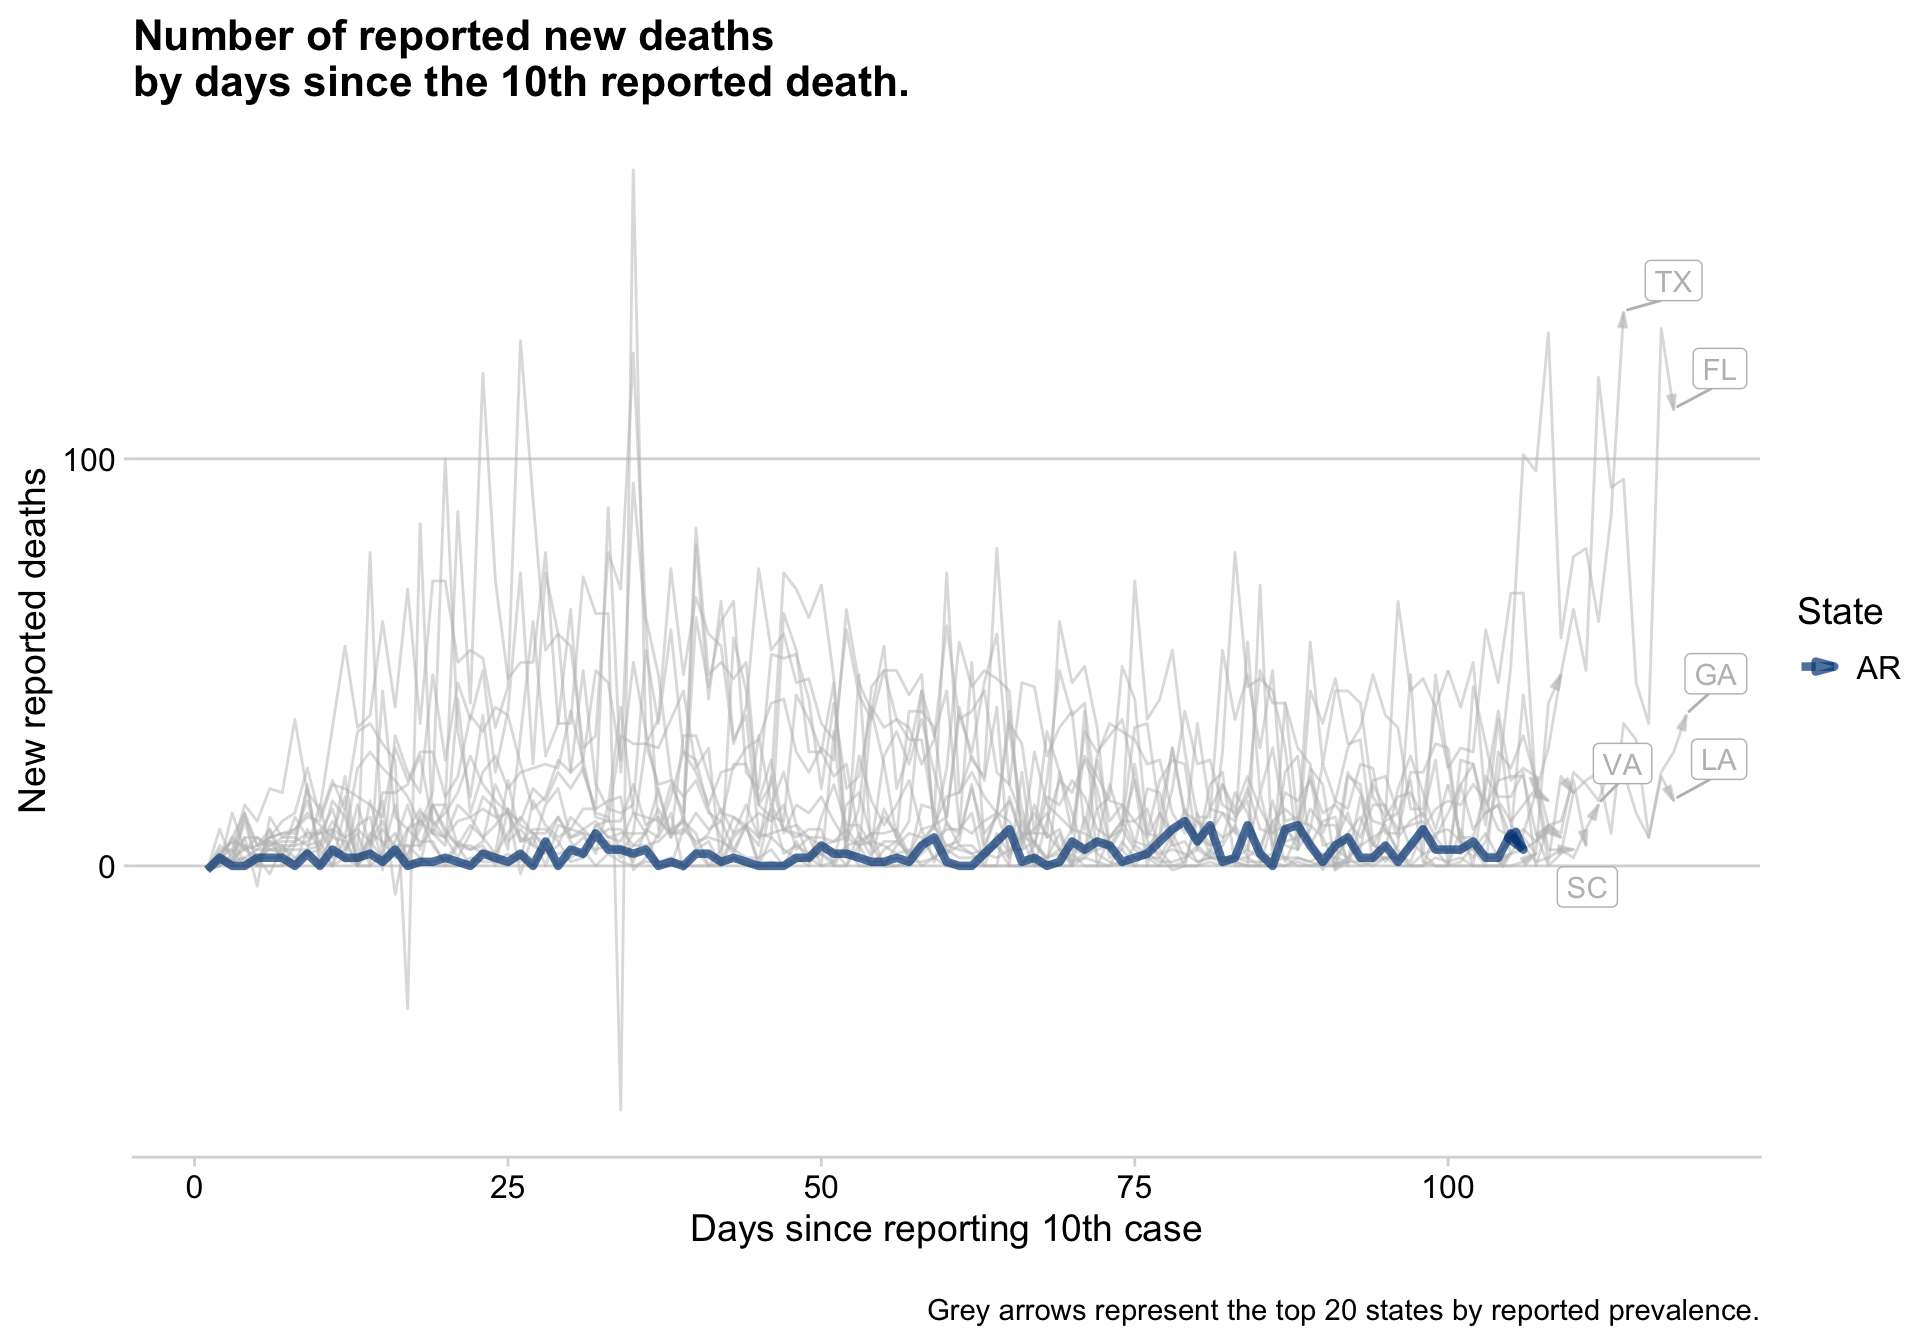 Number of reported new deaths
by days since the 10th reported death.
New reported deaths
100
0
TX
FL
GA
VA
LA
SC
State
AR
0
25
50
75
100
Days since reporting 10th case
Grey arrows represent the top 20 states by reported prevalence.